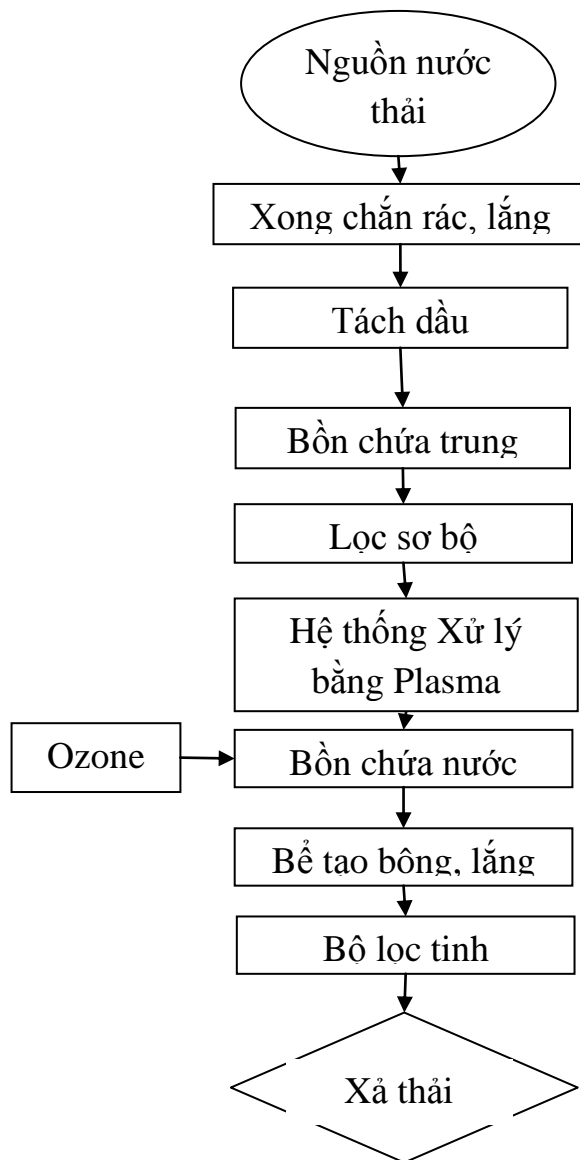 Nguồn nước
thải
Xong chắn rác, lắng
Tách dầu
Bồn chứa trung
Lọc sơ bộ
Hệ thống Xử lý
bằng Plasma
Ozone
Bồn chứa nước
Bể tạo bông, lắng
Bộ lọc tinh
Xả thải